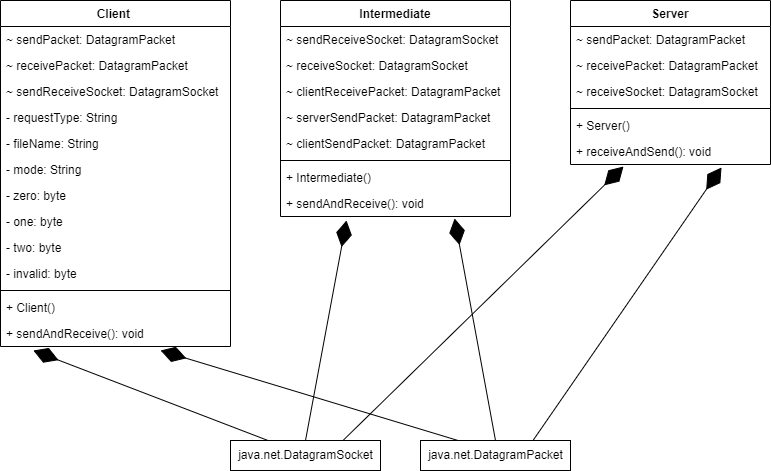 Client
~ sendPacket: DatagramPacket
~ receivePacket: DatagramPacket
~ sendReceiveSocket: DatagramSocket
- requestType: String
- fileName: String
- mode: String
- zero: byte
- one: byte
- two: byte
- invalid: byte
+ Client()
+ sendAndReceive(): void
Intermediate
~ sendReceiveSocket: DatagramSocket
~ receiveSocket: DatagramSocket
~ clientReceivePacket: DatagramPacket
~ serverSendPacket: DatagramPacket
~ clientSendPacket: DatagramPacket
+ Intermediate()
+ sendAndReceive(): void
Server
~ sendPacket: DatagramPacket
~ receivePacket: DatagramPacket
~ receiveSocket: DatagramSocket
+ Server()
+ receiveAndSend(): void
java.net.DatagramSocket
java.net.DatagramPacket